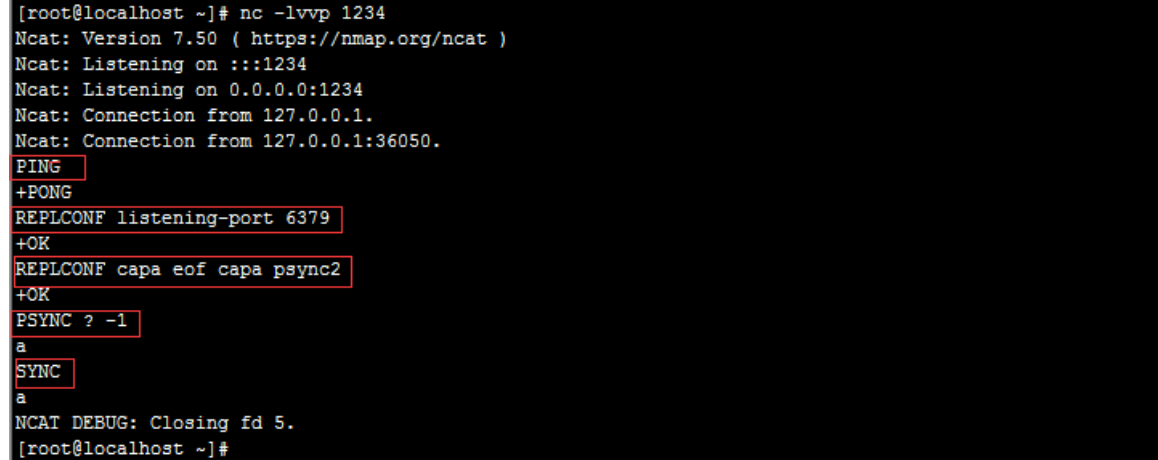 [root@localhost ~]# nc -lvvp 1234
Ncat: Version 7.50 ( https://nmap.org/ncat )
Ncat: Listening on :::1234
Ncat: Listening on 0.0.0.0:1234
Ncat: Connection from 127.0.0.1.
Ncat: Connection from 127.0.0.1:36050.
PING
+PONG
REPLCONF listening-port 6379
+OK
REPLCONF capa eof capa psync2
+OK
PSYNC ? -1
a
SYNC
a
NCAT DEBUG: Closing fd 5.
[root@localhost ~]#